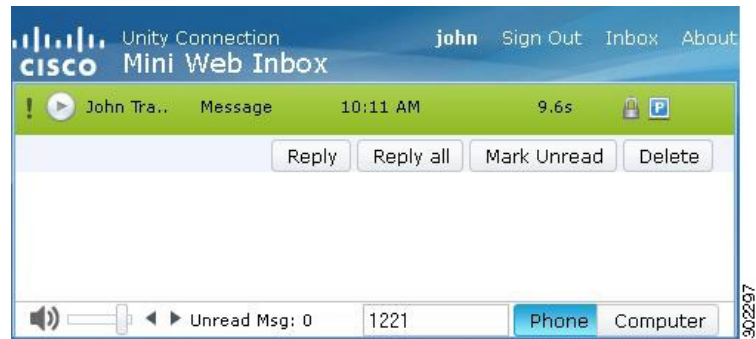 Unity Connection john Sign Out Inbox About
CISCO Mini Web Inbox
! John Tra.. Message 10:11 AM 9.6s P
Reply Reply all Mark Unread Delete
Unread Msg: 0 1221 Phone Computer
302297